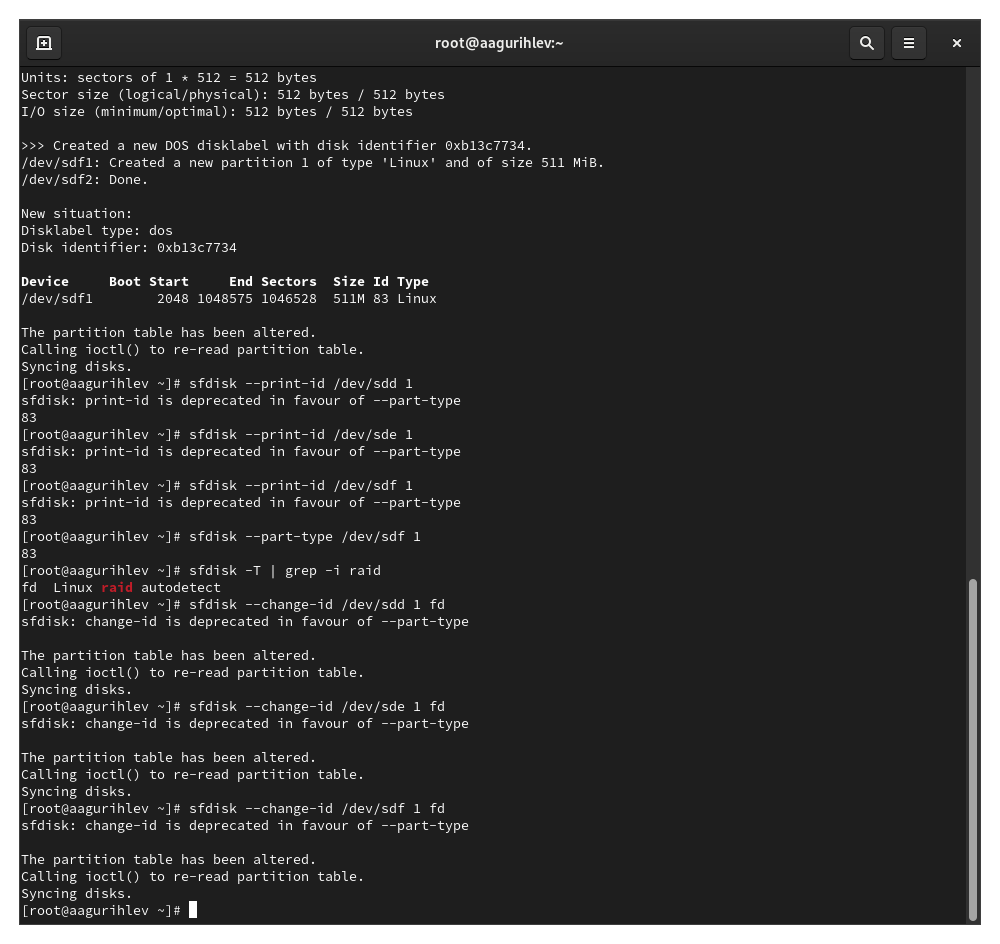 root@aagurihlev:~
Units: sectors of 1 * 512 = 512 bytes
Sector size (logical/physical): 512 bytes / 512 bytes
I/O size (minimum/optimal): 512 bytes / 512 bytes
>>> Created a new DOS disklabel with disk identifier 0xb13c7734.
/dev/sdf1: Created a new partition 1 of type 'Linux' and of size 511 MiB.
/dev/sdf2: Done.
New situation:
Disklabel type: dos
Disk identifier: 0xb13c7734
Device     Boot Start     End Sectors  Size Id Type
/dev/sdf1        2048 1048575 1046528  511M 83 Linux
The partition table has been altered.
Calling ioctl() to re-read partition table.
Syncing disks.
[root@aagurihlev ~]# sfdisk --print-id /dev/sdd 1
sfdisk: print-id is deprecated in favour of --part-type
83
[root@aagurihlev ~]# sfdisk --print-id /dev/sde 1
sfdisk: print-id is deprecated in favour of --part-type
83
[root@aagurihlev ~]# sfdisk --print-id /dev/sdf 1
sfdisk: print-id is deprecated in favour of --part-type
83
[root@aagurihlev ~]# sfdisk --part-type /dev/sdf 1
83
[root@aagurihlev ~]# sfdisk -T | grep -i raid
fd  Linux raid autodetect
[root@aagurihlev ~]# sfdisk --change-id /dev/sdd 1 fd
sfdisk: change-id is deprecated in favour of --part-type
The partition table has been altered.
Calling ioctl() to re-read partition table.
Syncing disks.
[root@aagurihlev ~]# sfdisk --change-id /dev/sde 1 fd
sfdisk: change-id is deprecated in favour of --part-type
The partition table has been altered.
Calling ioctl() to re-read partition table.
Syncing disks.
[root@aagurihlev ~]# sfdisk --change-id /dev/sdf 1 fd
sfdisk: change-id is deprecated in favour of --part-type
The partition table has been altered.
Calling ioctl() to re-read partition table.
Syncing disks.
[root@aagurihlev ~]#